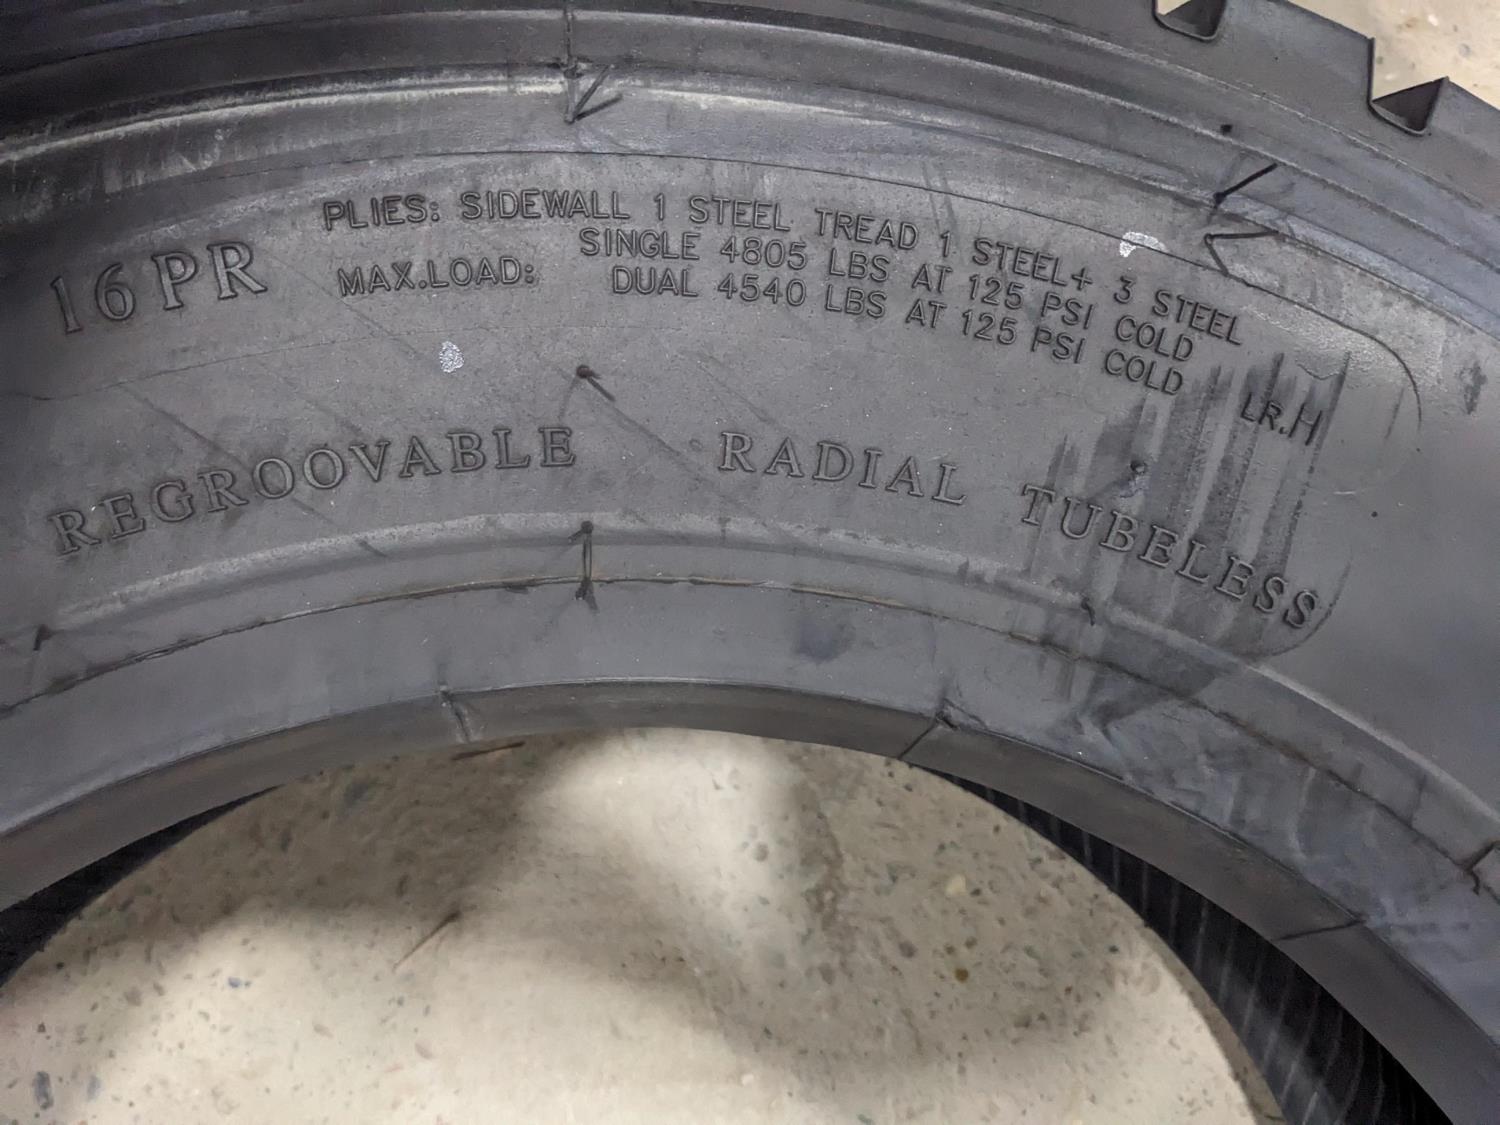 16PR
PLIES: SIDEWALL 1 STEEL TREAD 1 STEEL+ 3 STEEL
MAX.LOAD: SINGLE 4805 LBS AT 125 PSI COLD
DUAL 4540 LBS AT 125 PSI COLD
LR.H
REGROOVABLE RADIAL TUBELESS